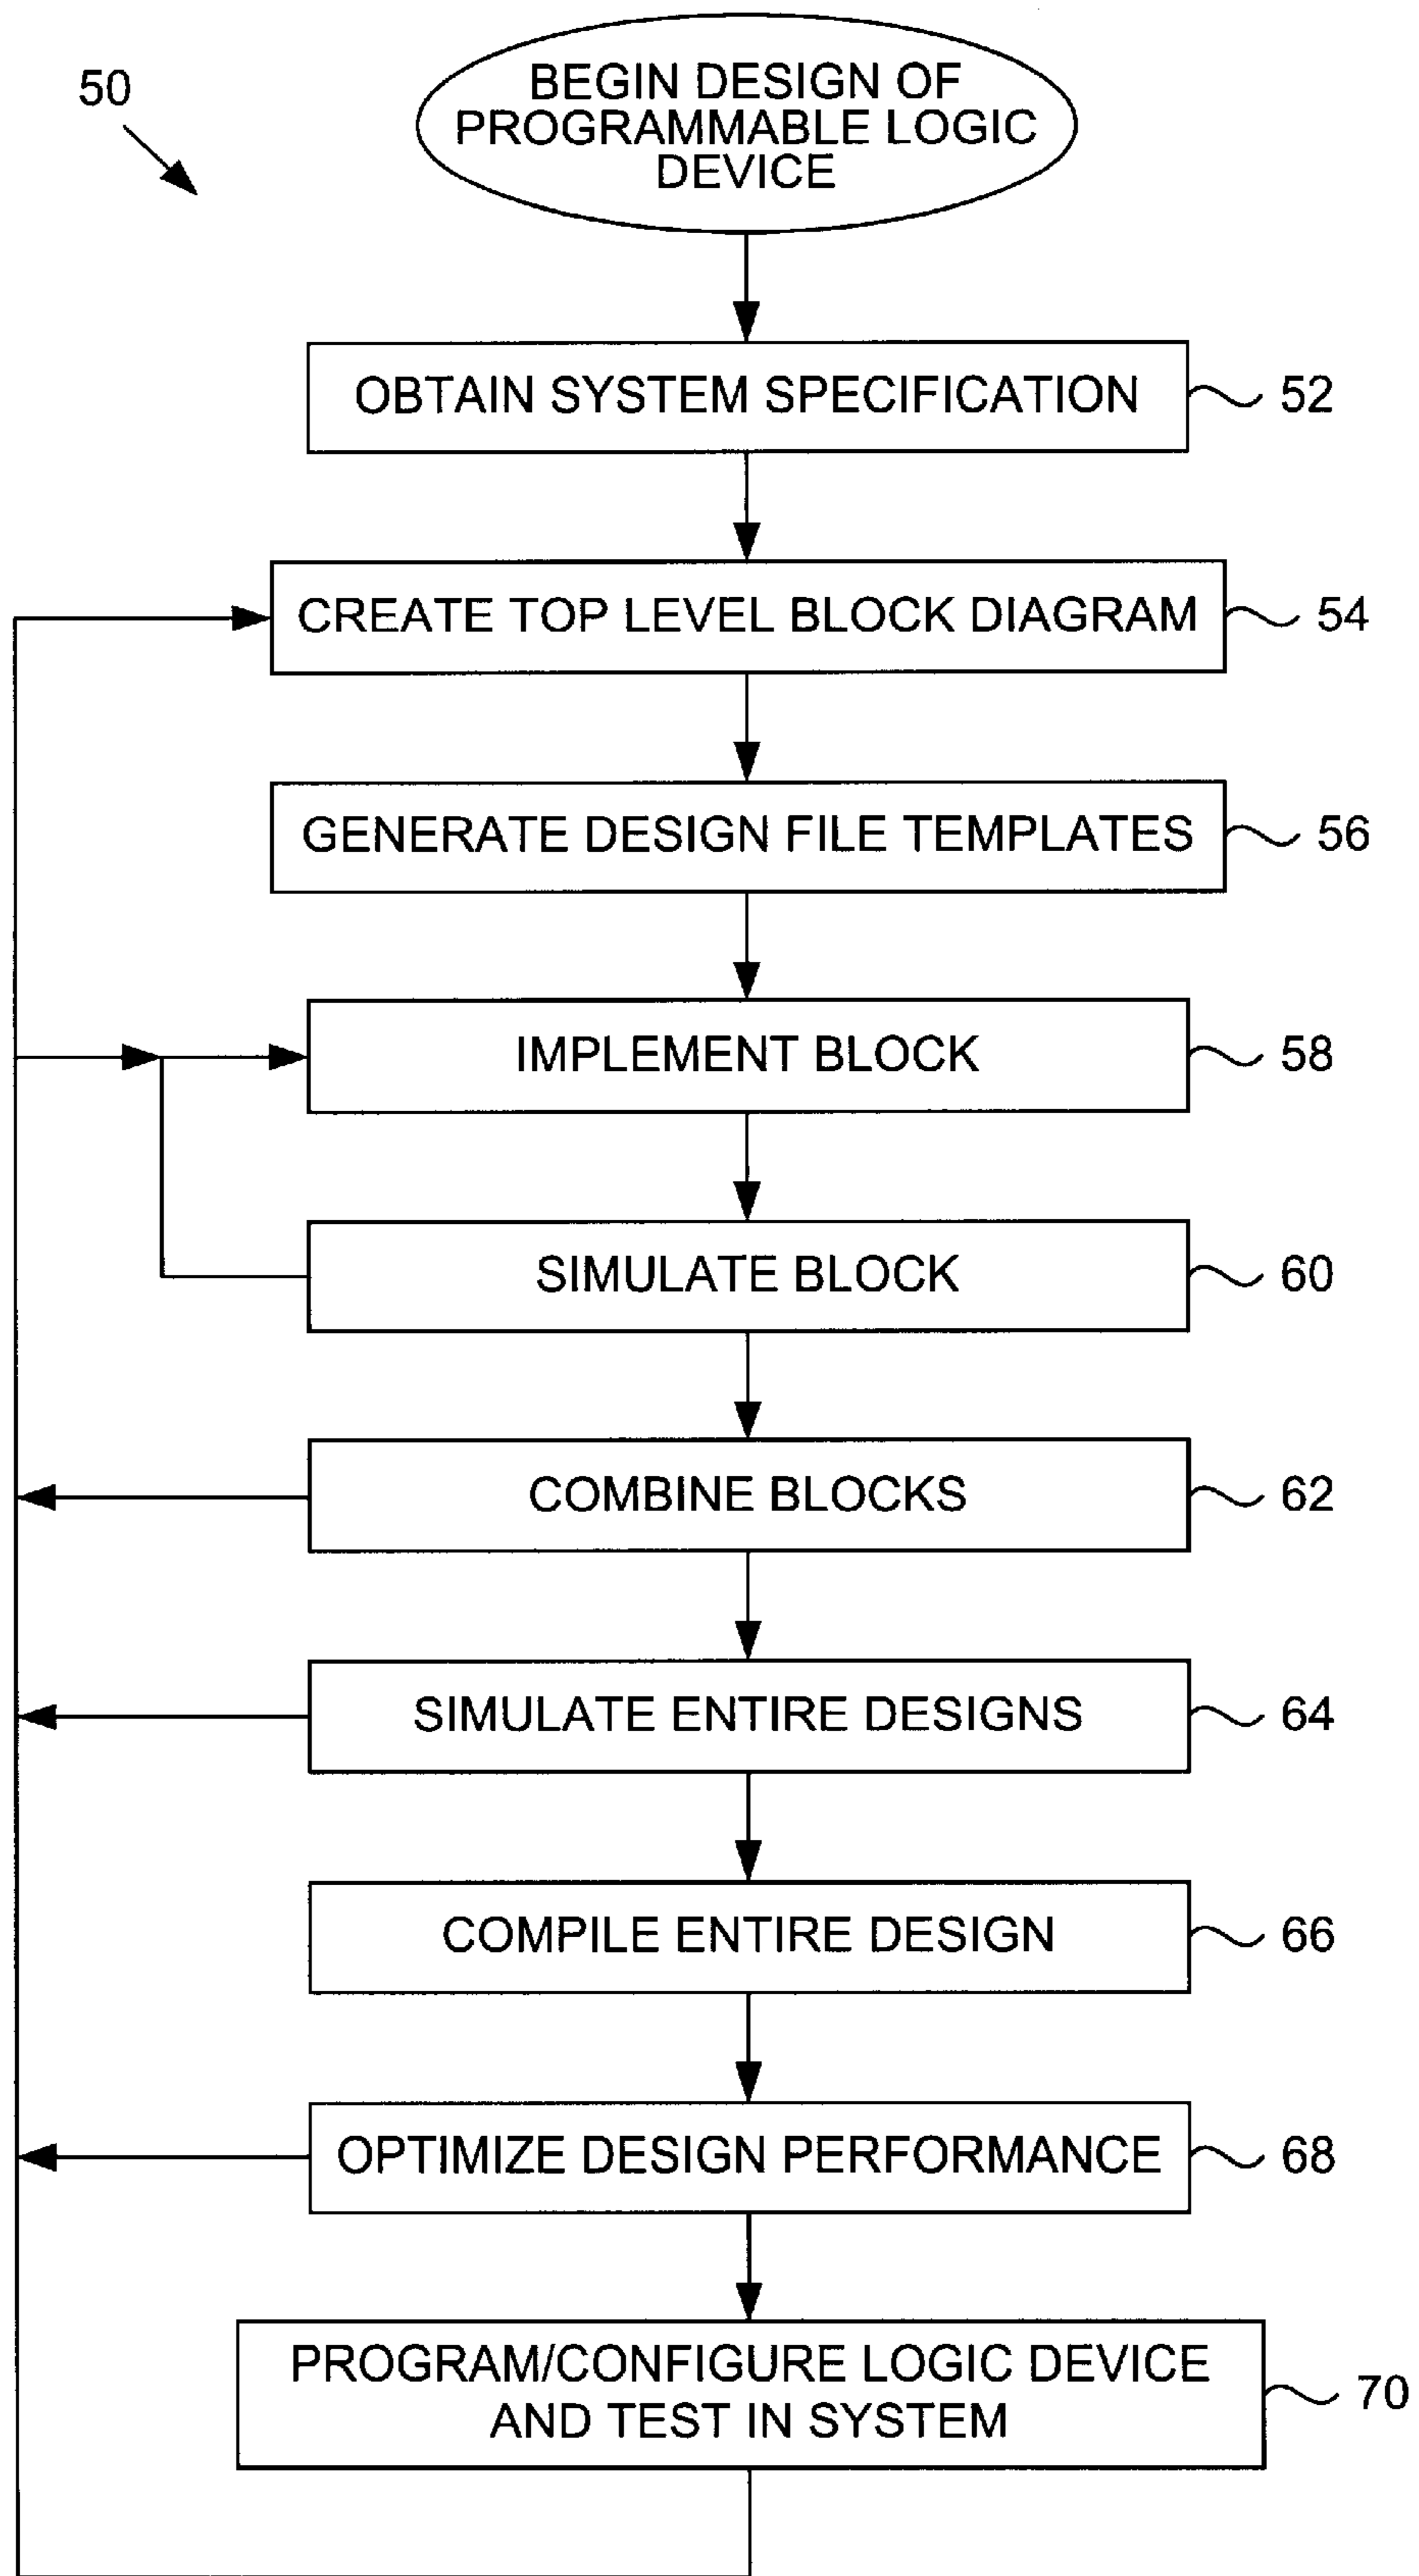 50
BEGIN DESIGN OF
PROGRAMMABLE LOGIC
DEVICE
OBTAIN SYSTEM SPECIFICATION 52
CREATE TOP LEVEL BLOCK DIAGRAM 54
GENERATE DESIGN FILE TEMPLATES 56
IMPLEMENT BLOCK 58
SIMULATE BLOCK 60
COMBINE BLOCKS 62
SIMULATE ENTIRE DESIGNS 64
COMPILE ENTIRE DESIGN 66
OPTIMIZE DESIGN PERFORMANCE 68
PROGRAM/CONFIGURE LOGIC DEVICE
AND TEST IN SYSTEM 70